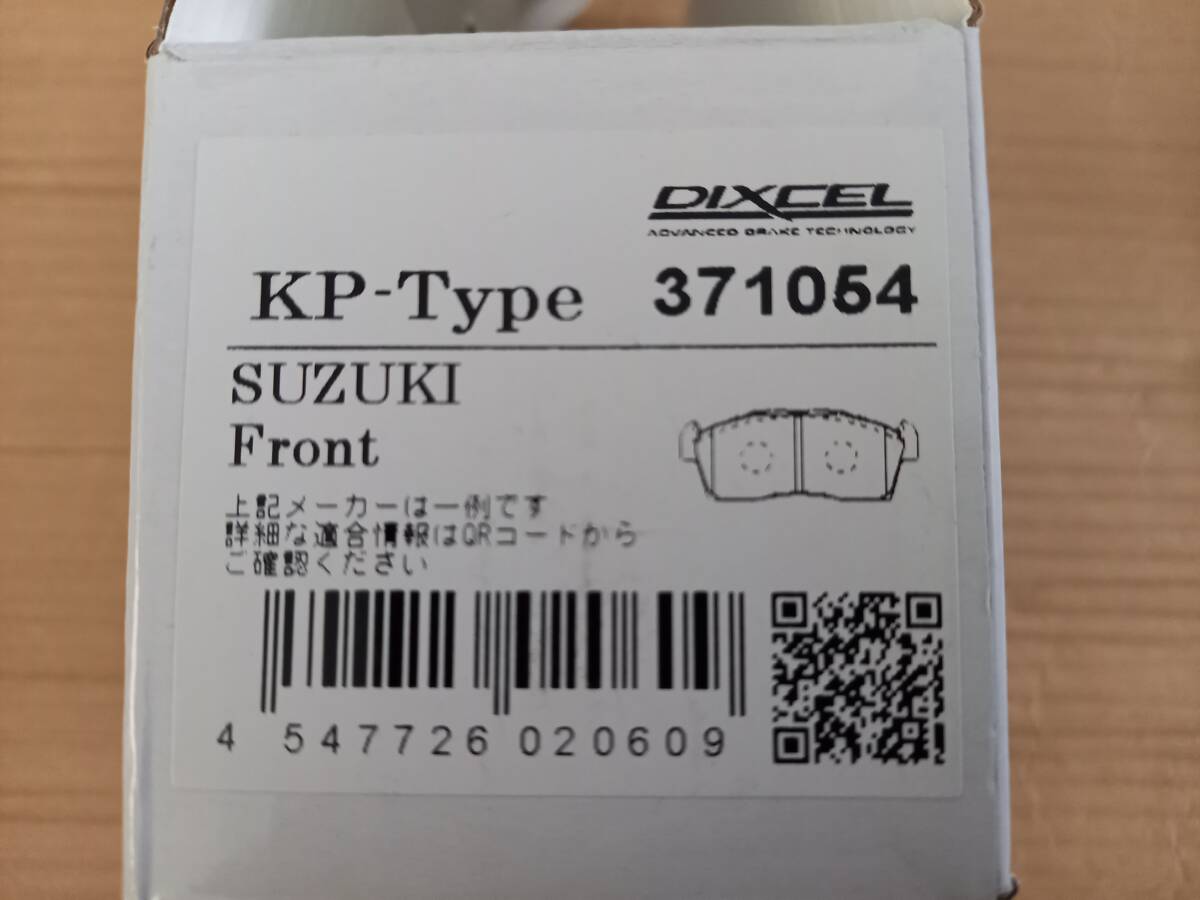 DIXCEL
ADVANCED BRAKE TECHNOLOGY
KP-Type 371054
SUZUKI
Front
上記メーカーは一例です
詳細な適合情報はQRコードから
ご確認ください
4 547726 020609